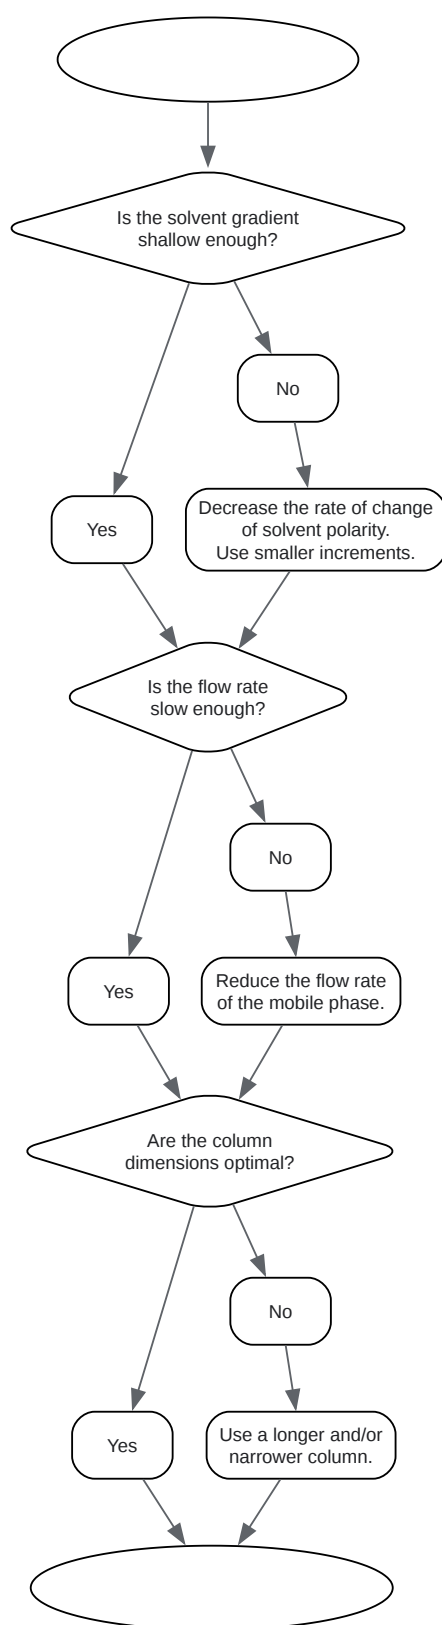 Is the solvent gradient
shallow enough?
No
Decrease the rate of change
of solvent polarity.
Use smaller increments.
Yes
Is the flow rate
slow enough?
No
Yes
Reduce the flow rate
of the mobile phase.
Are the column
dimensions optimal?
No
Yes
Use a longer and/or
narrower column.